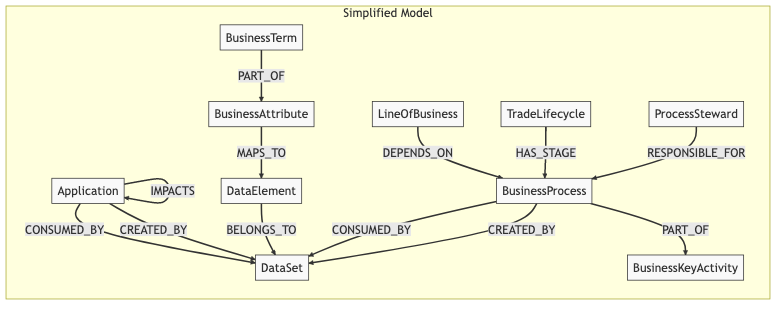 Simplified Model
BusinessTerm
PART_OF
BusinessAttribute
LineOfBusiness
TradeLifecycle
ProcessSteward
MAPS_TO
DEPENDS_ON
HAS_STAGE
RESPONSIBLE_FOR
Application
IMPACTS
DataElement
BusinessProcess
CONSUMED_BY
CREATED_BY
BELONGS_TO
CONSUMED_BY
CREATED_BY
PART_OF
DataSet
BusinessKeyActivity